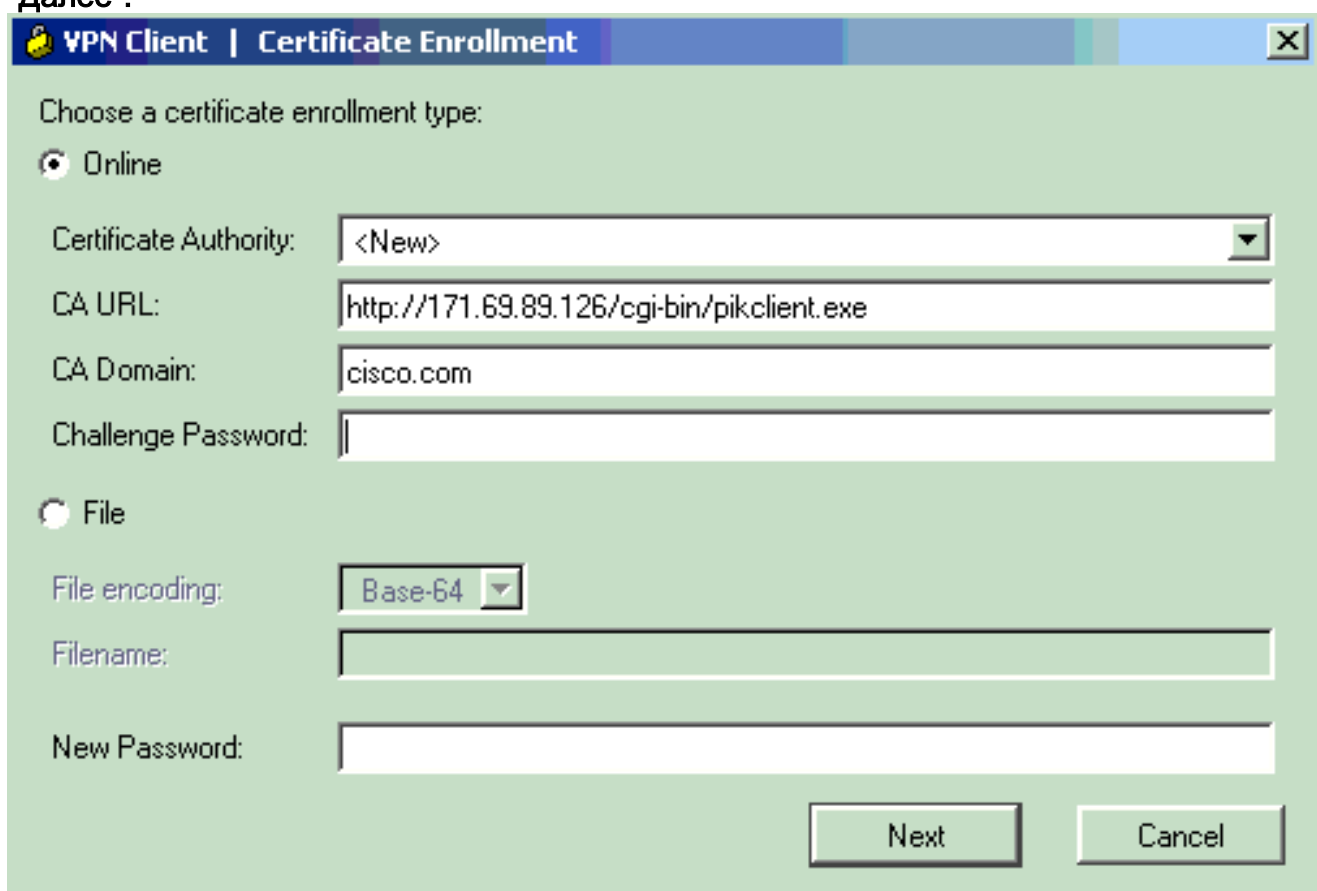 далее .
VPN Client | Certificate Enrollment
Choose a certificate enrollment type:
Online
Certificate Authority: <New>
CA URL: http://171.69.89.126/cgi-bin/pikclient.exe
CA Domain: cisco.com
Challenge Password:
File
File encoding: Base-64
Filename:
New Password:
Next Cancel